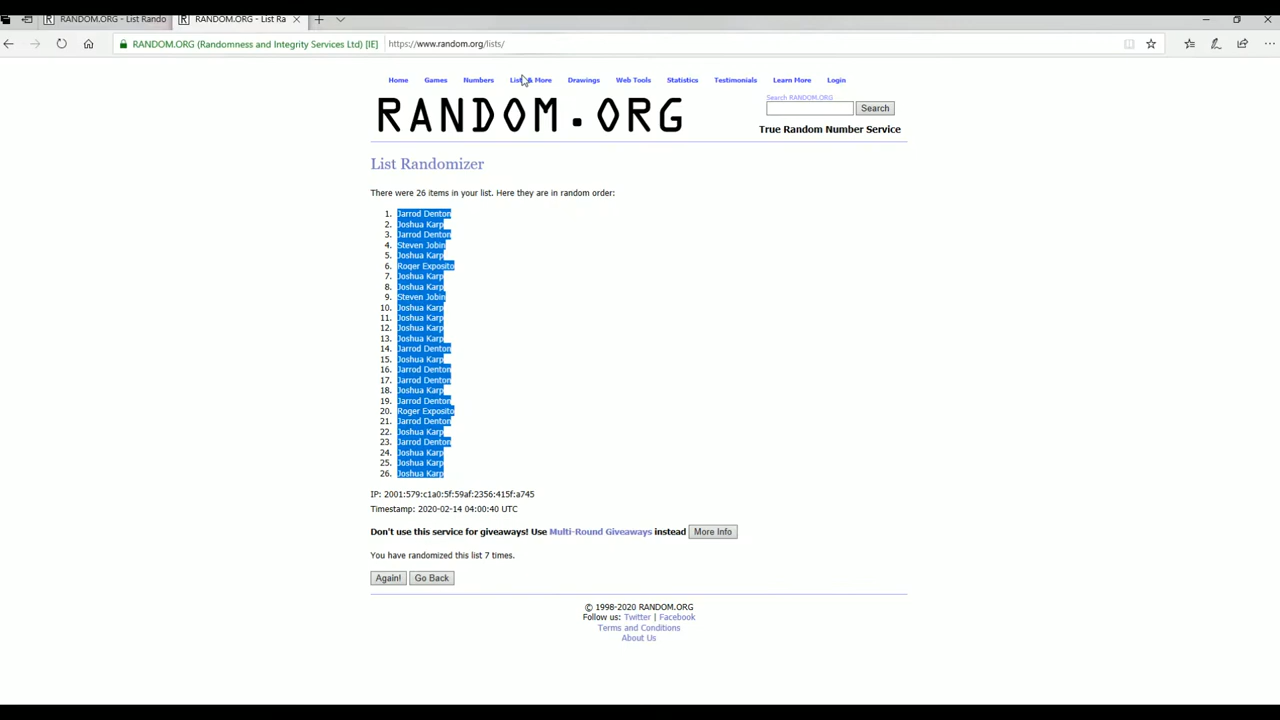 RANDOM.ORG - List Rando
RANDOM.ORG - List Ra
RANDOM.ORG (Randomness and Integrity Services Ltd) [IE]
https://www.random.org/lists/
Home Games Numbers Lists & More Drawings Web Tools Statistics Testimonials Learn More Login
Search RANDOM.ORG
RANDOM.ORG
Search
True Random Number Service
List Randomizer
There were 26 items in your list. Here they are in random order:
1. Jarrod Denton
2. Joshua Karp
3. Jarrod Denton
4. Steven Jobin
5. Joshua Karp
6. Roger Exposito
7. Joshua Karp
8. Joshua Karp
9. Steven Jobin
10. Joshua Karp
11. Joshua Karp
12. Joshua Karp
13. Joshua Karp
14. Jarrod Denton
15. Joshua Karp
16. Jarrod Denton
17. Jarrod Denton
18. Joshua Karp
19. Jarrod Denton
20. Roger Exposito
21. Jarrod Denton
22. Joshua Karp
23. Jarrod Denton
24. Joshua Karp
25. Joshua Karp
26. Joshua Karp
IP: 2001:579:c1a0:5f:59af:2356:415f:a745
Timestamp: 2020-02-14 04:00:40 UTC
Don't use this service for giveaways! Use Multi-Round Giveaways instead More Info
You have randomized this list 7 times.
Again! Go Back
© 1998-2020 RANDOM.ORG
Follow us: Twitter | Facebook
Terms and Conditions
About Us